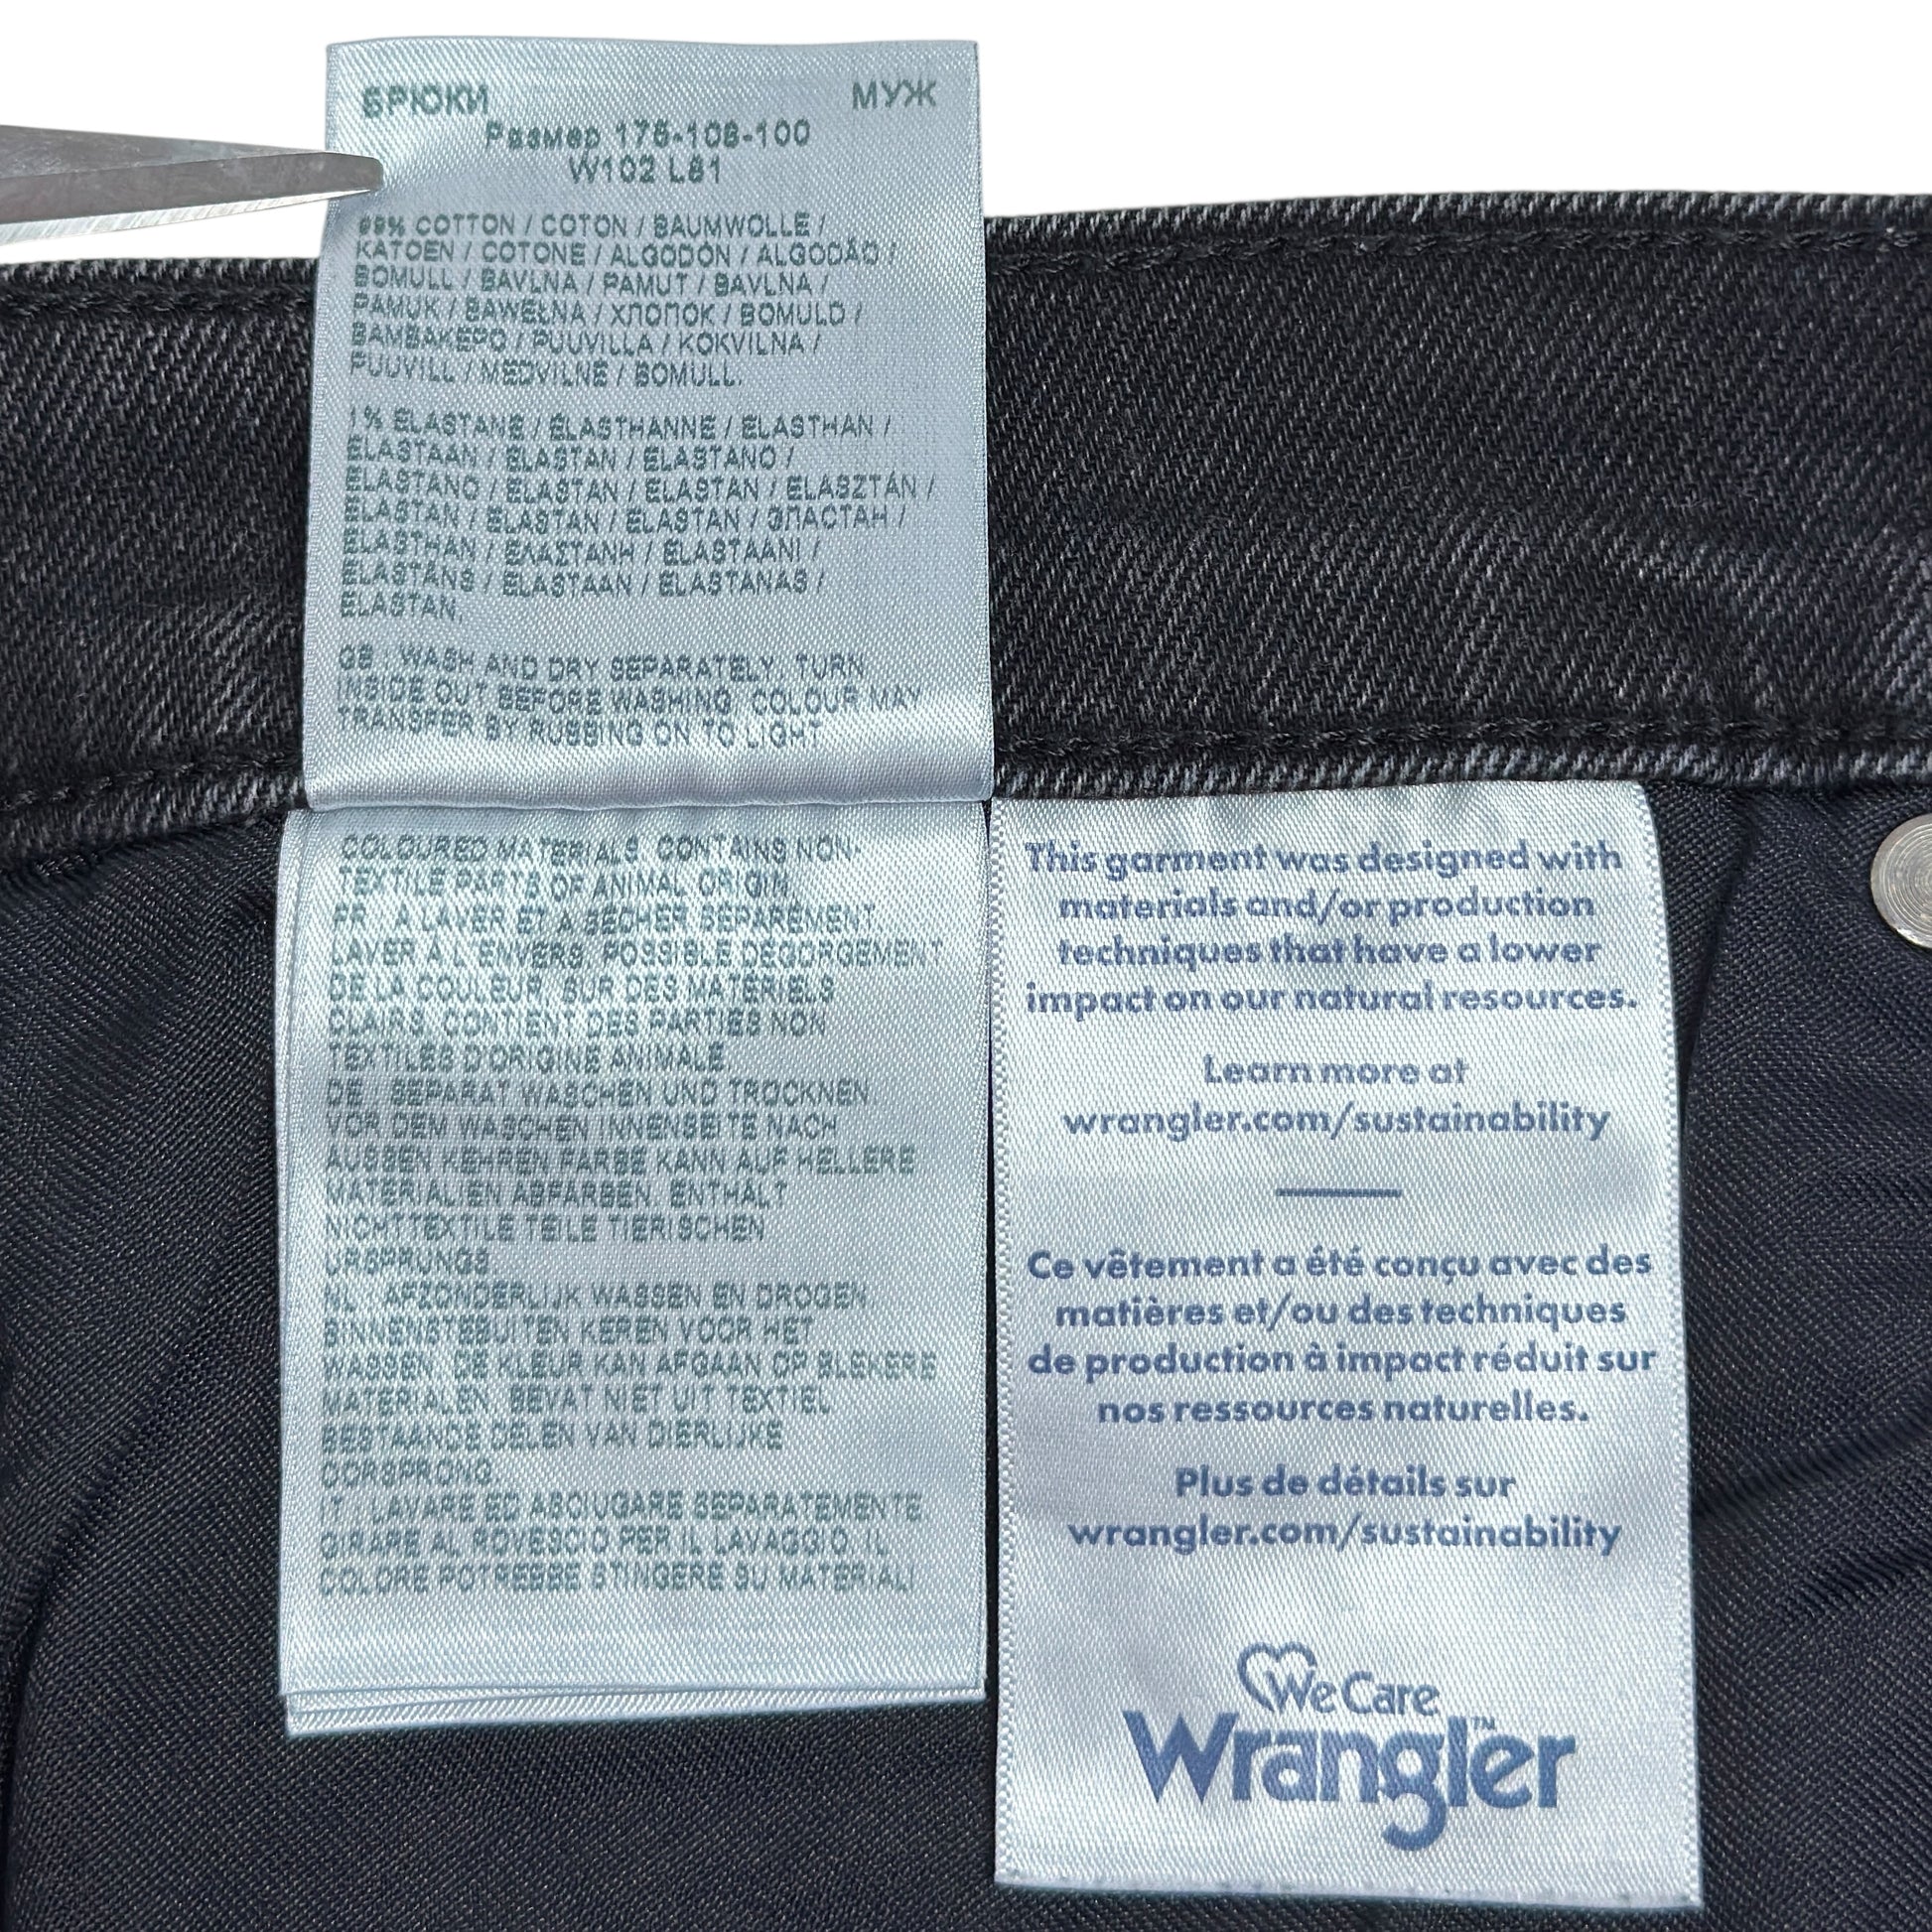 БРЮКИ МУЖ
Размер 176-108-100
W102 L81
99% COTTON / COTON / BAUMWOLLE /
KATOEN / COTONE / ALGODÓN / ALGODÃO /
BOMULL / BAVLNA / PAMUT / BAVLNA /
PAMUK / BAWEŁNA / ХЛОПОК / BOMULD /
ΒΑΜΒΑΚΕΡΟ / PUUVILLA / KOKVILNA /
PUUVILL / MEDVILNĖ / BOMULL.
1% ELASTANE / ÉLASTHANNE / ELASTHAN /
ELASTAAN / ELASTAN / ELASTANO /
ELASTANO / ELASTAN / ELASTAN / ELASZTÁN /
ELASTAN / ELASTAN / ELASTAN / ЭЛАСТАН /
ELASTHAN / ΕΛΑΣΤΑΝΗ / ELASTAANI /
ELASTĀNS / ELASTAAN / ELASTANAS /
ELASTAN.
GB : WASH AND DRY SEPARATELY. TURN
INSIDE OUT BEFORE WASHING. COLOUR MAY
TRANSFER BY RUBBING ON TO LIGHT
COLOURED MATERIALS. CONTAINS NON-
TEXTILE PARTS OF ANIMAL ORIGIN.
FR : A LAVER ET A SECHER SEPAREMENT.
LAVER A L'ENVERS. POSSIBLE DEGORGEMENT
DE LA COULEUR, SUR DES MATERIELS
CLAIRS. CONTIENT DES PARTIES NON
TEXTILES D'ORIGINE ANIMALE.
DE : SEPARAT WASCHEN UND TROCKNEN.
VOR DEM WASCHEN INNENSEITE NACH
AUSSEN KEHREN.FARBE KANN AUF HELLERE
MATERIALIEN ABFÄRBEN. ENTHÄLT
NICHTTEXTILE TEILE TIERISCHEN
URSPRUNGS.
NL : AFZONDERLIJK WASSEN EN DROGEN.
BINNENSTEBUITEN KEREN VOOR HET
WASSEN. DE KLEUR KAN AFGAAN OP BLEKERE
MATERIALEN. BEVAT NIET UIT TEXTIEL
BESTAANDE DELEN VAN DIERLIJKE
OORSPRONG.
IT : LAVARE ED ASCIUGARE SEPARATEMENTE.
GIRARE AL ROVESCIO PER IL LAVAGGIO. IL
COLORE POTREBBE STINGERE SU MATERIALI
This garment was designed with
materials and/or production
techniques that have a lower
impact on our natural resources.
Learn more at
wrangler.com/sustainability
Ce vêtement a été conçu avec des
matières et/ou des techniques
de production à impact réduit sur
nos ressources naturelles.
Plus de détails sur
wrangler.com/sustainability
We Care
Wrangler™